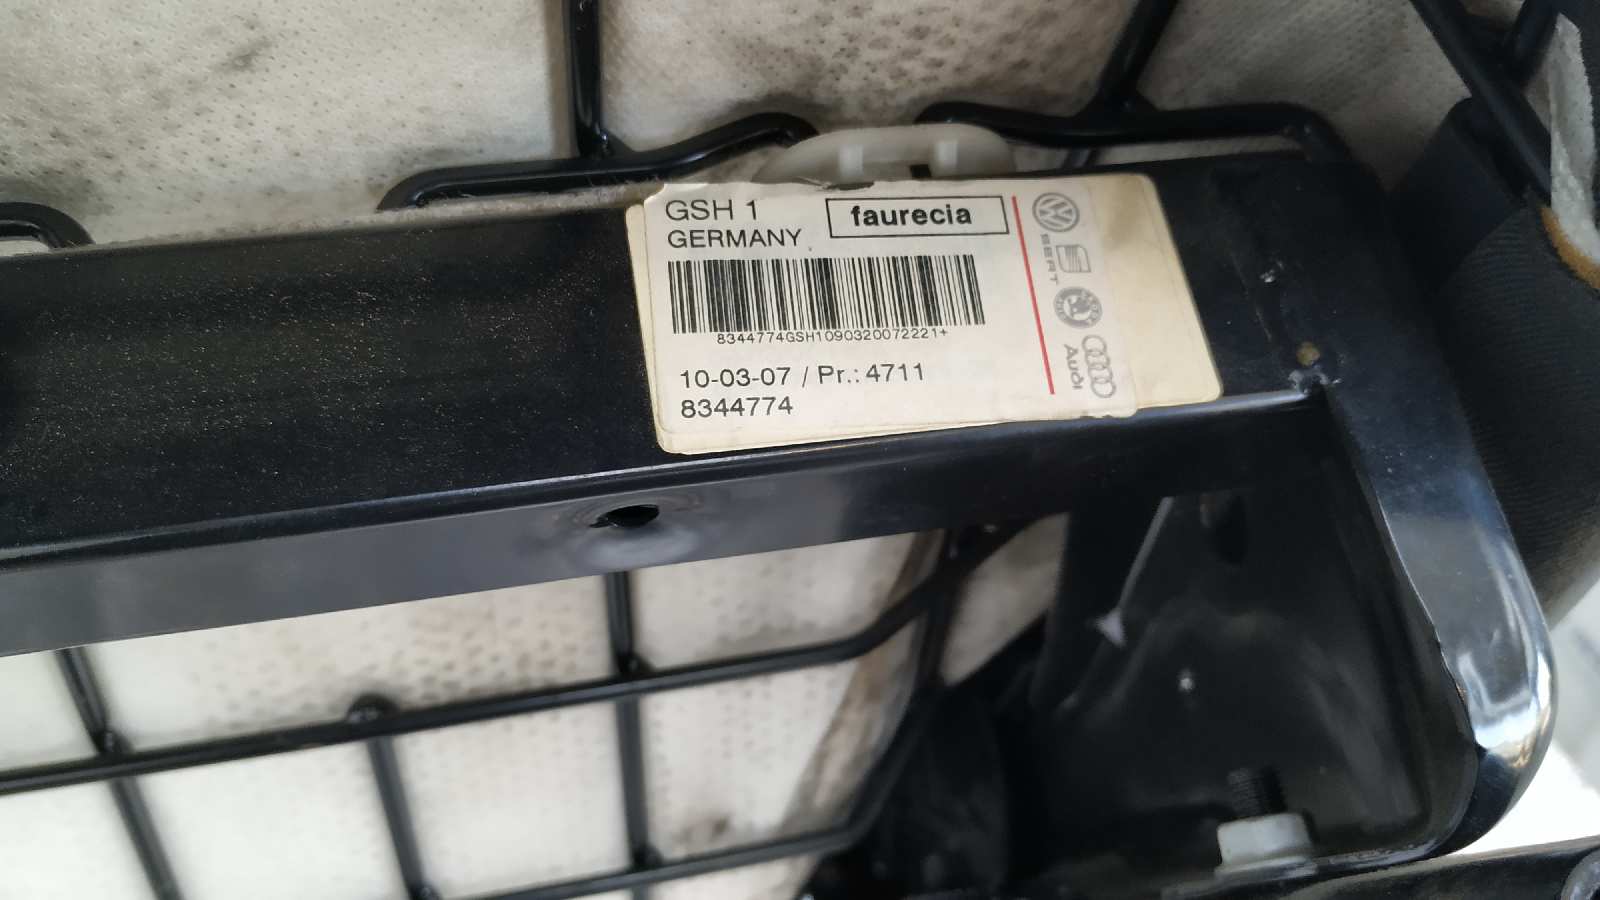 GSH 1
faurecia
GERMANY
8344774GSH1090320072221+
10-03-07 / Pr.: 4711
8344774
SEAT
Audi